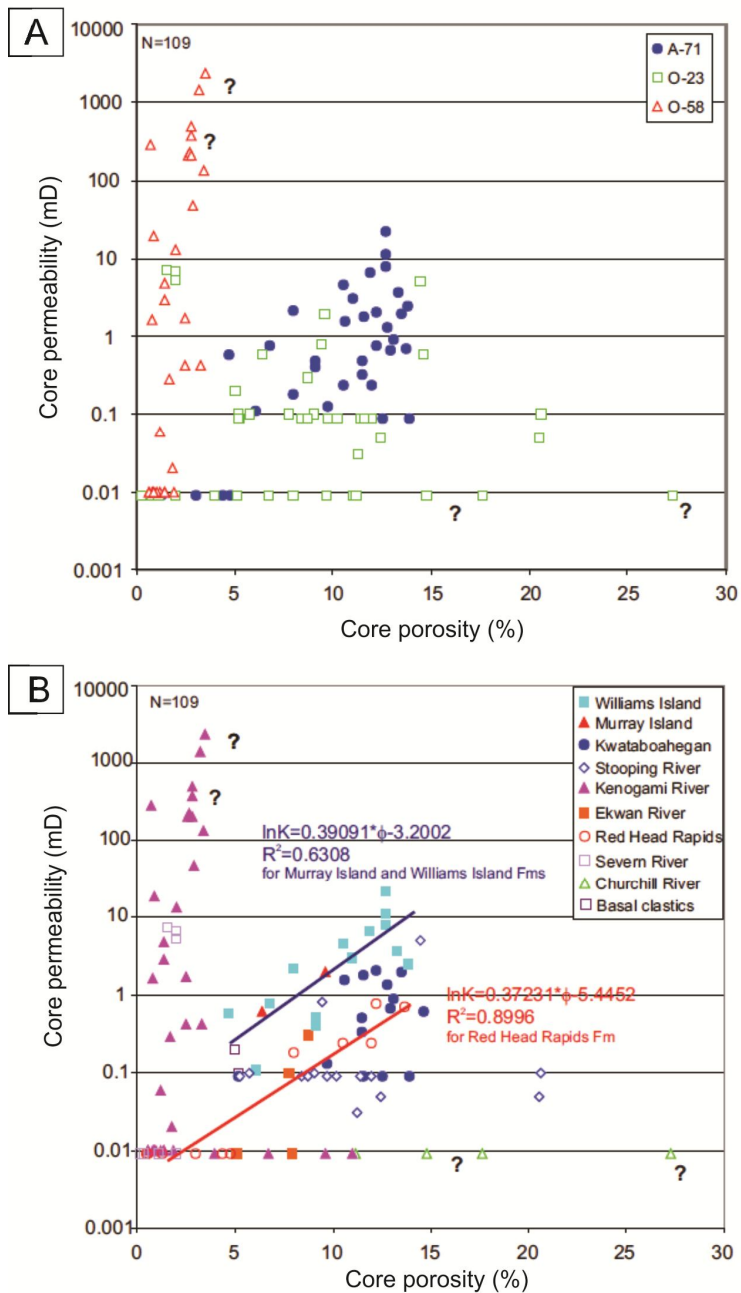 A
N=109
A-71
O-23
O-58
10000
1000
100
10
1
0.1
0.01
0.001
?
?
?
?
Core permeability (mD)
0 5 10 15 20 25 30
Core porosity (%)
B
N=109
Williams Island
Murray Island
Kwataboahegan
Stooping River
Kenogami River
Ekwan River
Red Head Rapids
Severn River
Churchill River
Basal clastics
10000
1000
100
10
1
0.1
0.01
0.001
?
?
lnK=0.39091*ϕ-3.2002
R²=0.6308
for Murray Island and Williams Island Fms
lnK=0.37231*ϕ-5.4452
R²=0.8996
for Red Head Rapids Fm
?
?
Core permeability (mD)
0 5 10 15 20 25 30
Core porosity (%)